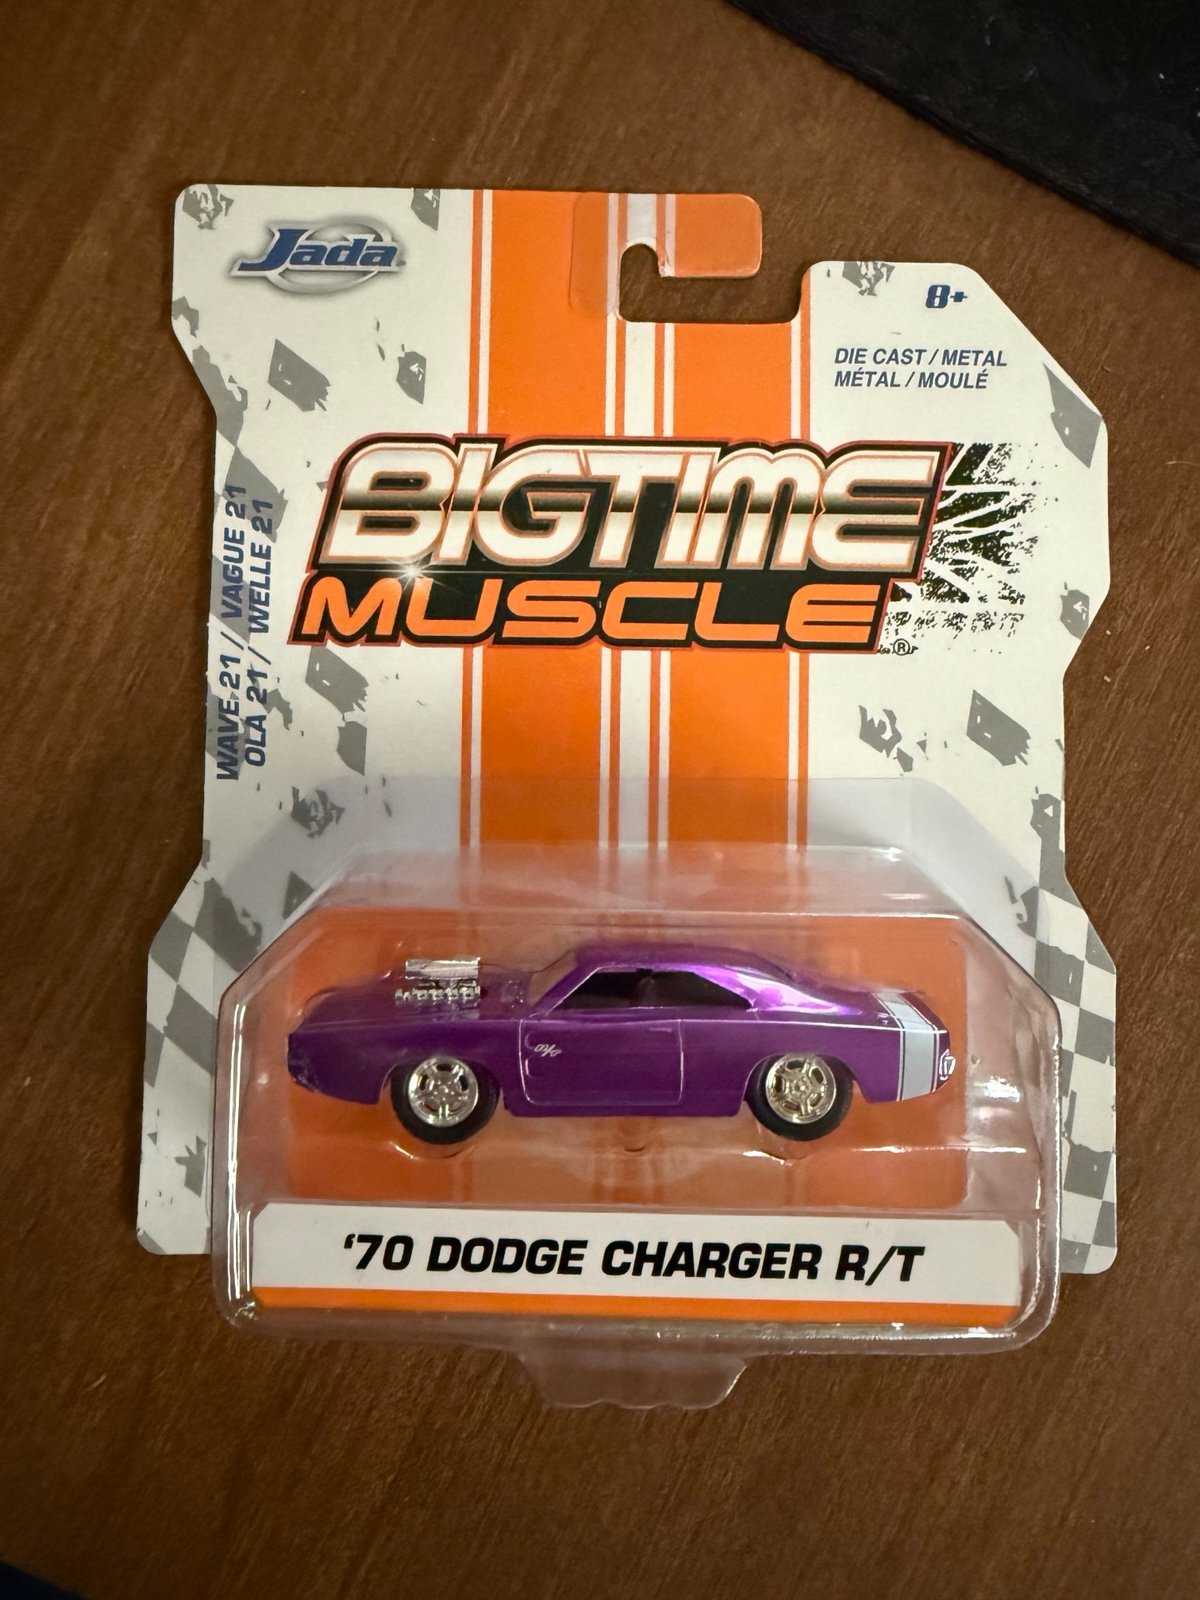 Jada
8+
DIE CAST / METAL
MÉTAL / MOULÉ
BIGTIME
MUSCLE®
WAVE 21 / VAGUE 21
OLA 21 / WELLE 21
'70 DODGE CHARGER R/T